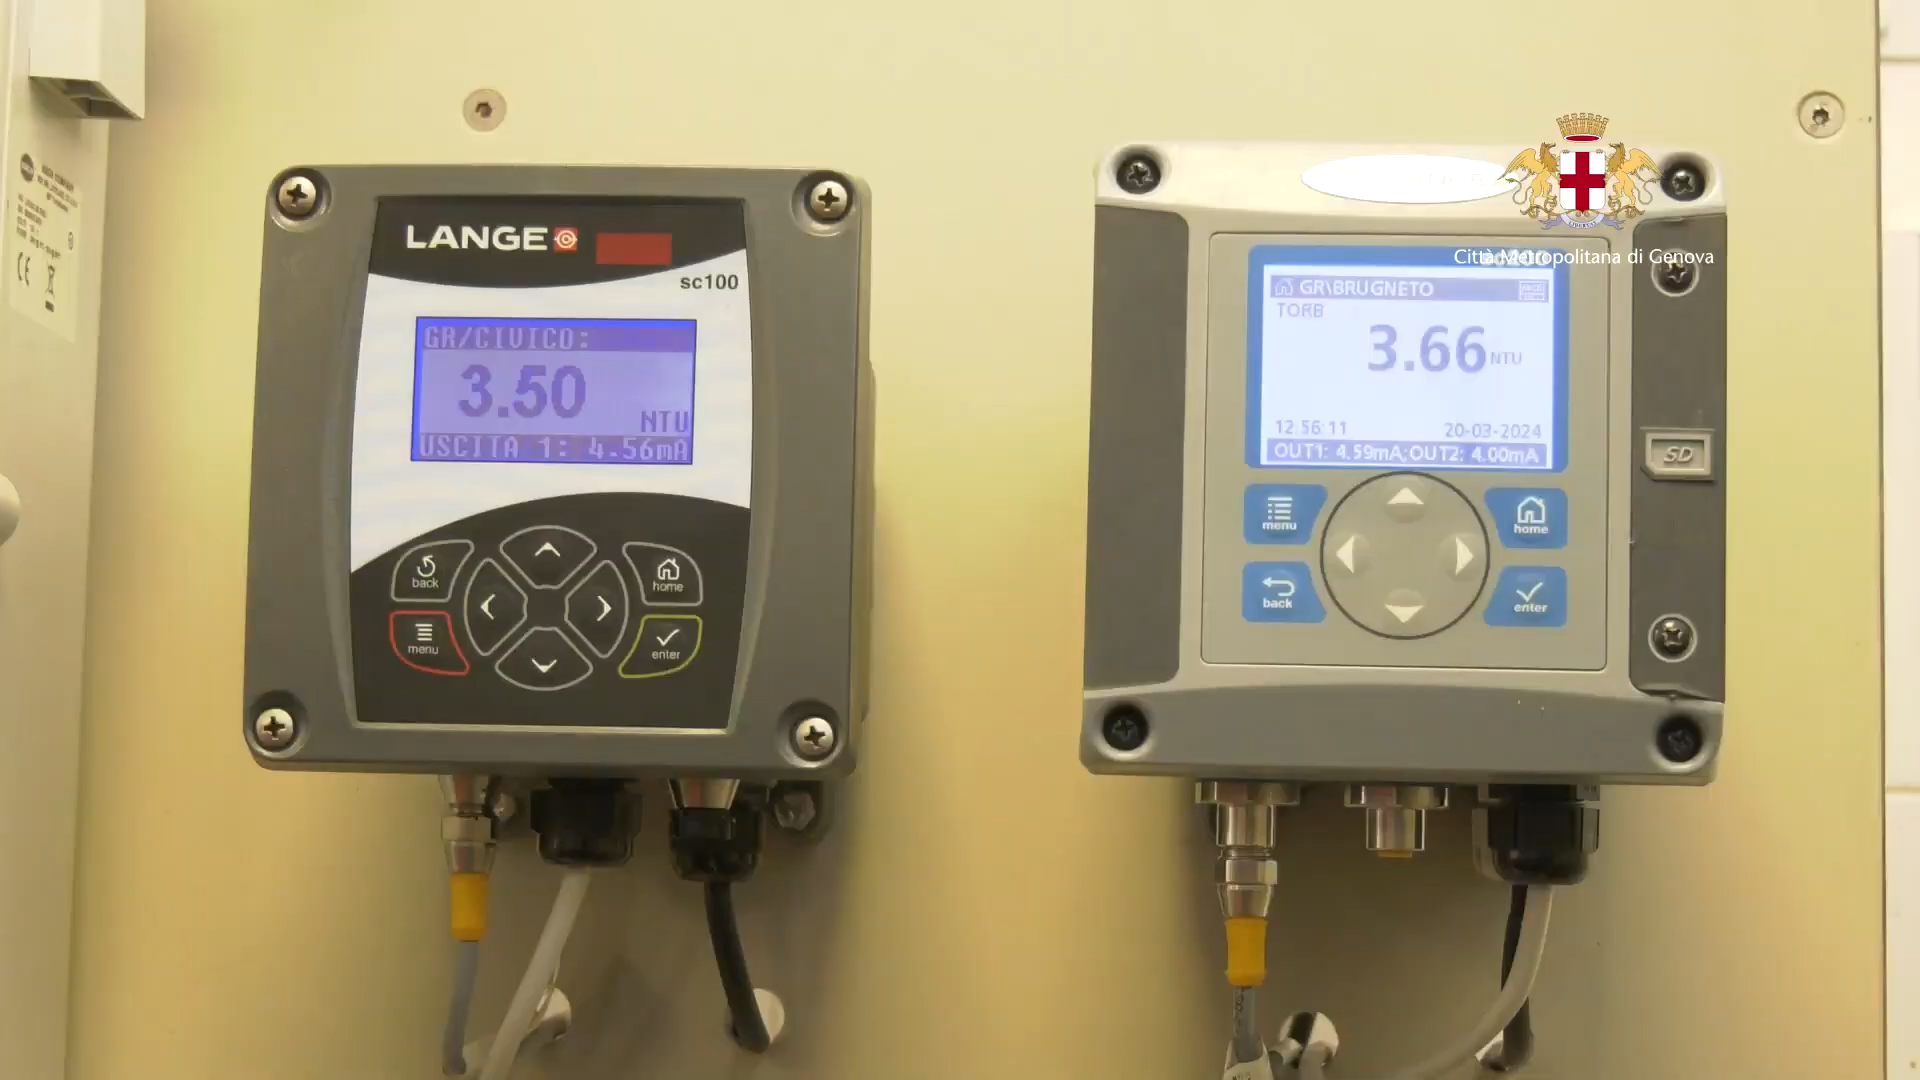 LANGE
sc100
GR/CIVICO:
3.50
NTU
USCITA 1: 4.56mA
back
home
menu
enter
Città Metropolitana di Genova
GR\BRUGNETO
TORB
3.66 NTU
12:56:11 20-03-2024
OUT1: 4.59mA;OUT2: 4.00mA
SD
menu
home
back
enter
CE